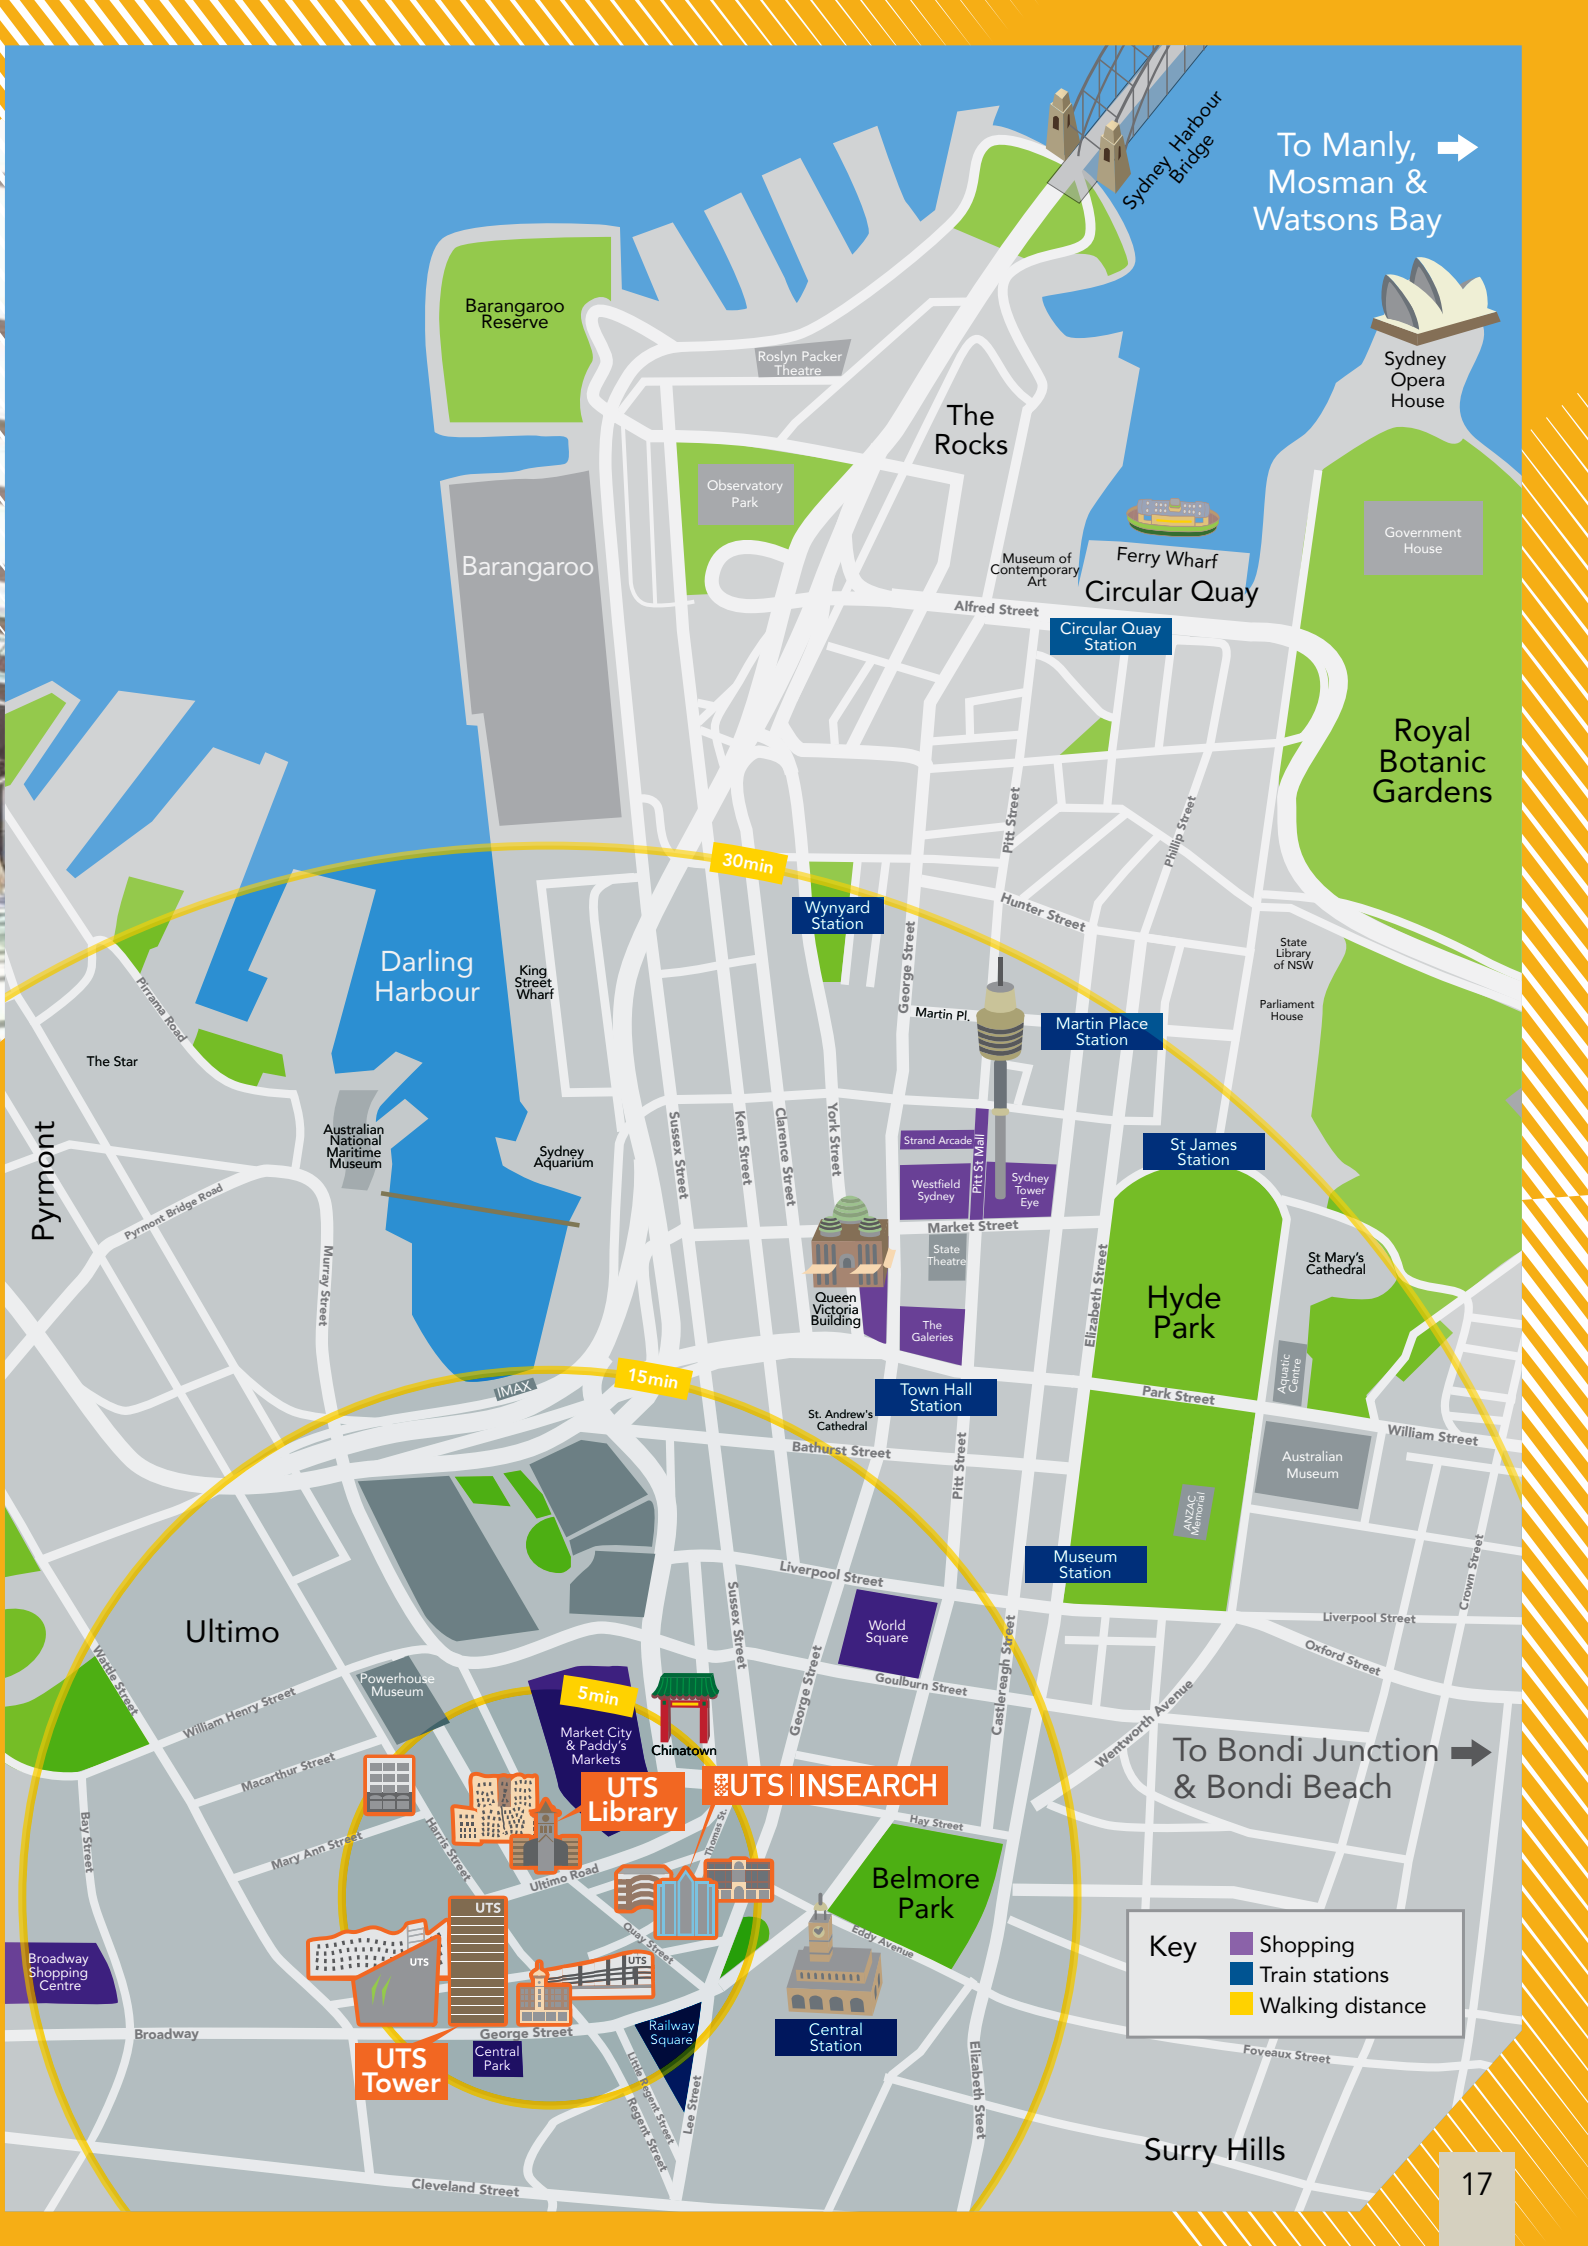 Sydney Harbour
Bridge
To Manly,
Mosman &
Watsons Bay
Barangaroo
Reserve
Roslyn Packer
Theatre
Sydney
Opera
House
The
Rocks
Observatory
Park
Government
House
Barangaroo
Museum of
Contemporary
Art
Ferry Wharf
Circular Quay
Alfred Street
Circular Quay
Station
Royal
Botanic
Gardens
Pitt Street
Phillip Street
30min
Wynyard
Station
Hunter Street
George Street
Darling
Harbour
King
Street
Wharf
State
Library
of NSW
Parliament
House
Pirrama Road
Martin Pl.
Martin Place
Station
The Star
Pyrmont
Australian
National
Maritime
Museum
Sydney
Aquarium
Sussex Street
Kent Street
Clarence Street
York Street
Strand Arcade
Pitt St Mall
Westfield
Sydney
Sydney
Tower
Eye
St James
Station
Pyrmont Bridge Road
Murray Street
Market Street
State
Theatre
Elizabeth Street
Hyde
Park
St Mary's
Cathedral
Queen
Victoria
Building
The
Galeries
Aquatic
Centre
15min
IMAX
Town Hall
Station
Park Street
St. Andrew's
Cathedral
Bathurst Street
Pitt Street
William Street
Australian
Museum
ANZAC
Memorial
Museum
Station
Crown Street
Liverpool Street
Sussex Street
World
Square
Liverpool Street
Oxford Street
Ultimo
Wattle Street
Powerhouse
Museum
William Henry Street
5min
Goulburn Street
George Street
Castlereagh Street
Wentworth Avenue
Market City
& Paddy's
Markets
Chinatown
To Bondi Junction
& Bondi Beach
Macarthur Street
UTS
Library
UTS INSEARCH
Bay Street
Mary Ann Street
Harris Street
Thomas St.
Hay Street
Ultimo Road
Belmore
Park
UTS
Quay Street
Eddy Avenue
UTS
UTS
Broadway
Shopping
Centre
Key
Shopping
Train stations
Walking distance
Broadway
George Street
Railway
Square
Central
Station
UTS
Tower
Central
Park
Little Regent Street
Regent Street
Lee Street
Elizabeth Steet
Foveaux Street
Surry Hills
Cleveland Street
17